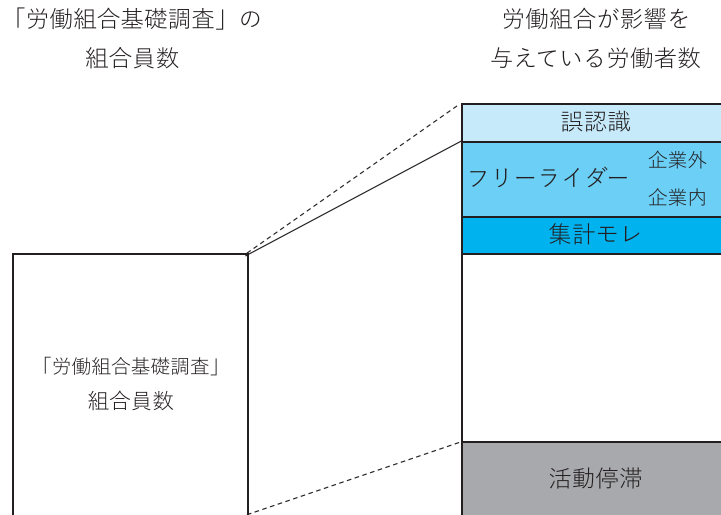 「労働組合基礎調査」の
組合員数
労働組合が影響を
与えている労働者数
誤認識
フリーライダー
企業外
企業内
集計モレ
「労働組合基礎調査」
組合員数
活動停滞